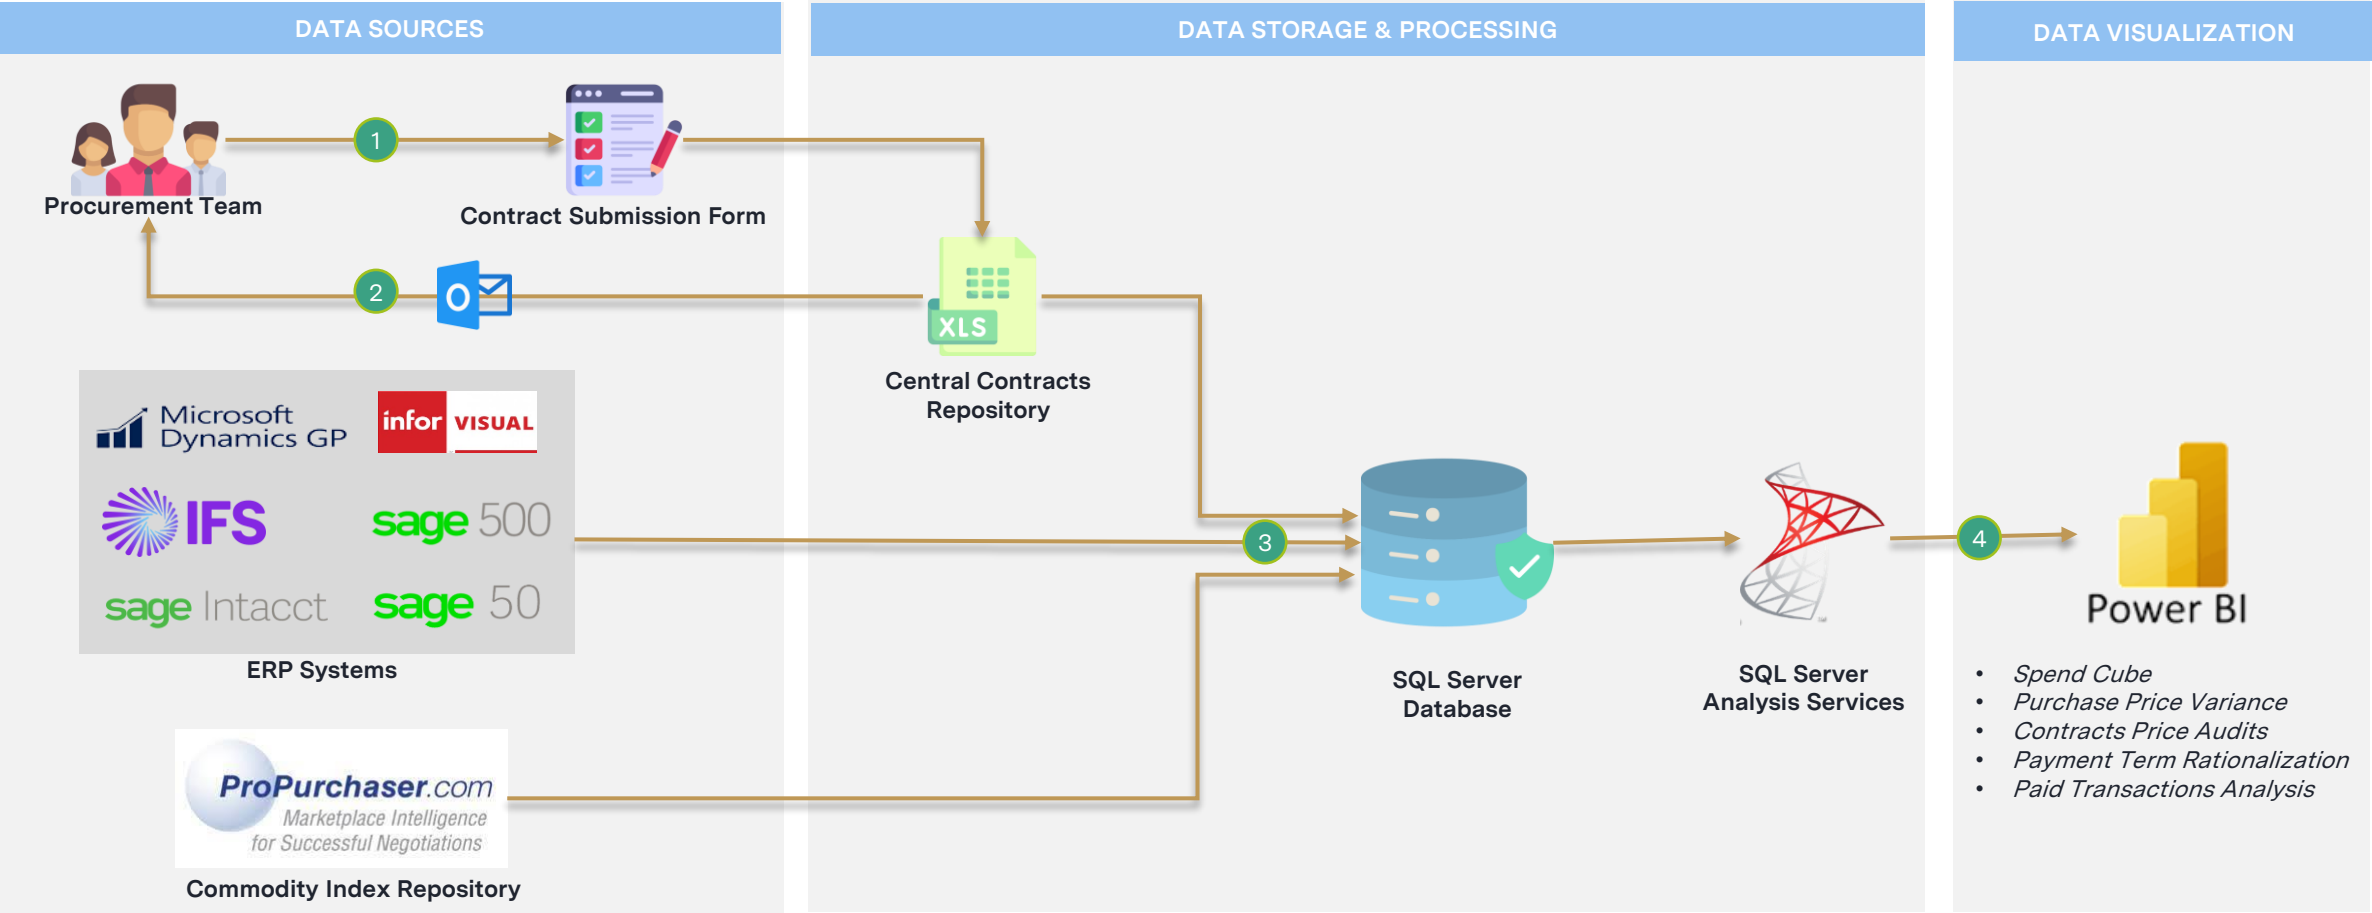 DATA SOURCES
DATA STORAGE & PROCESSING
DATA VISUALIZATION
1
Procurement Team
Contract Submission Form
2
O
XLS
Central Contracts
Repository
Microsoft
Dynamics GP
infor VISUAL
IFS
sage 500
sage Intacct
sage 50
ERP Systems
3
SQL Server
Database
SQL Server
Analysis Services
4
Power BI
• Spend Cube
• Purchase Price Variance
• Contracts Price Audits
• Payment Term Rationalization
• Paid Transactions Analysis
ProPurchaser.com
Marketplace Intelligence
for Successful Negotiations
Commodity Index Repository